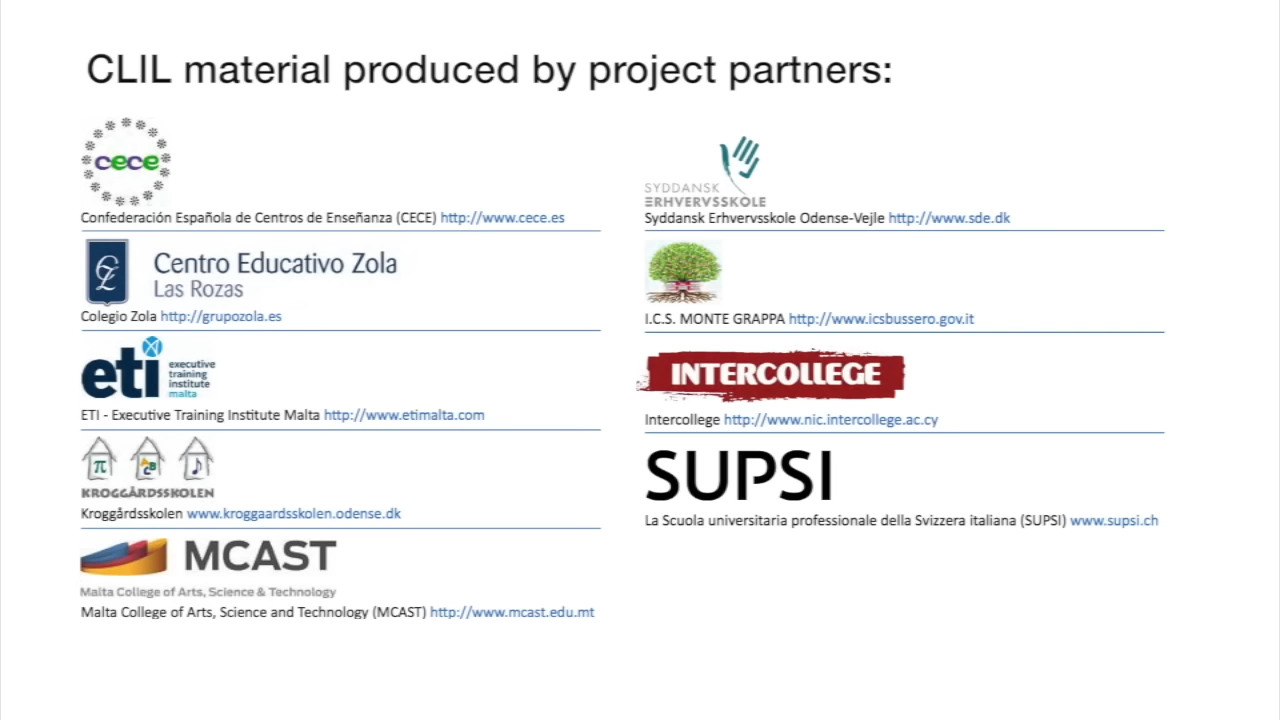 CLIL material produced by project partners:
cece
Confederación Española de Centros de Enseñanza (CECE) http://www.cece.es
Centro Educativo Zola
Las Rozas
Colegio Zola http://grupozola.es
eti
executive
training
institute
malta
ETI - Executive Training Institute Malta http://www.etimalta.com
KROGGÅRDSSKOLEN
Kroggårdsskolen www.kroggaardsskolen.odense.dk
MCAST
Malta College of Arts, Science & Technology
Malta College of Arts, Science and Technology (MCAST) http://www.mcast.edu.mt
SYDDANSK
ERHVERVSSKOLE
Syddansk Erhvervsskole Odense-Vejle http://www.sde.dk
I.C.S. MONTE GRAPPA http://www.icsbussero.gov.it
INTERCOLLEGE
Intercollege http://www.nic.intercollege.ac.cy
SUPSI
La Scuola universitaria professionale della Svizzera italiana (SUPSI) www.supsi.ch